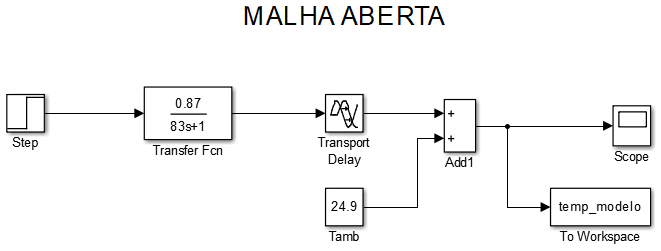 MALHA ABERTA
Step
0.87
83s+1
Transfer Fcn
Transport
Delay
+
+
Add1
24.9
Tamb
Scope
temp_modelo
To Workspace